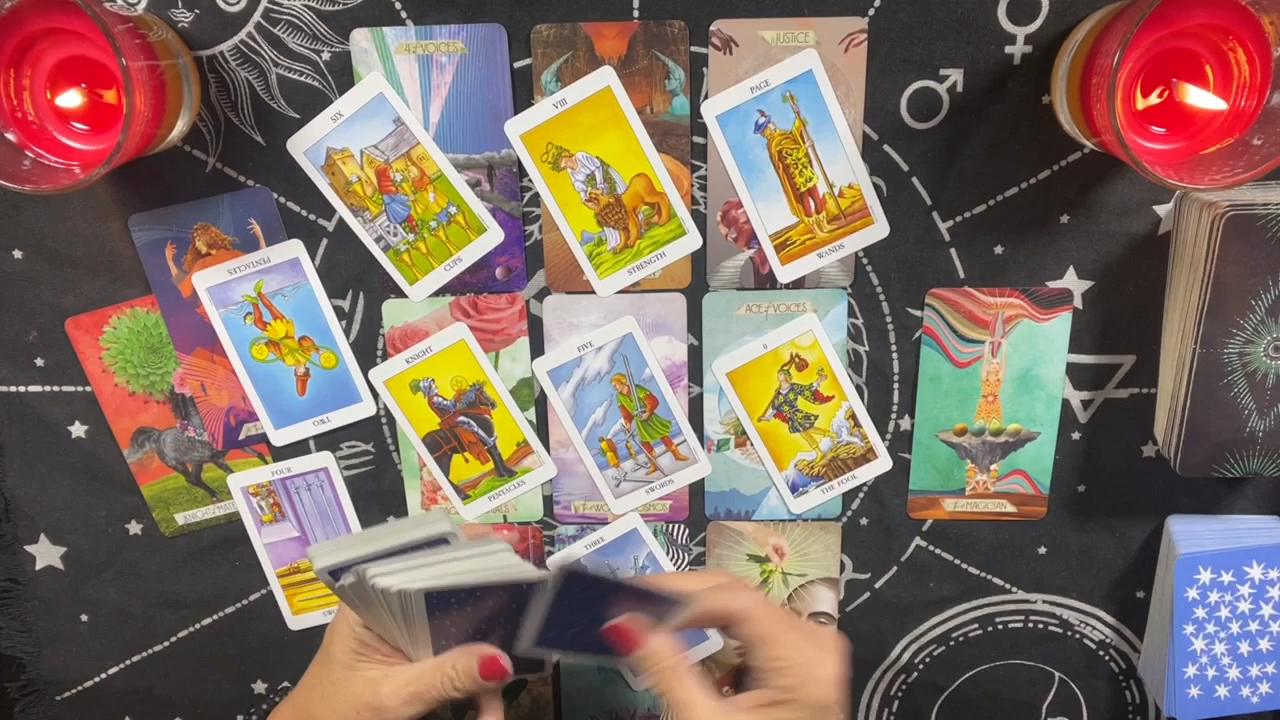 4 of VOICES
JUSTICE
SIX
CUPS
VIII
STRENGTH
PAGE
WANDS
PENTACLES
TWO
KNIGHT
PENTACLES
FIVE
SWORDS
ACE of VOICES
0
THE FOOL
The MAGICIAN
FOUR
THREE